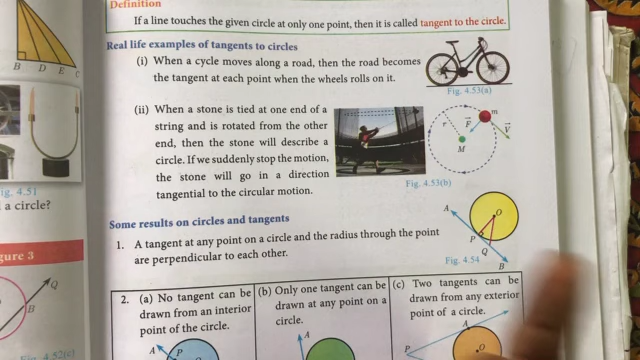 Definition
If a line touches the given circle at only one point, then it is called tangent to the circle.
Real life examples of tangents to circles
(i) When a cycle moves along a road, then the road becomes
the tangent at each point when the wheels rolls on it.
Fig. 4.53(a)
(ii) When a stone is tied at one end of a
string and is rotated from the other
end, then the stone will describe a
circle. If we suddenly stop the motion,
the stone will go in a direction
tangential to the circular motion.
r F m V M
Fig. 4.53(b)
Some results on circles and tangents
1. A tangent at any point on a circle and the radius through the point
are perpendicular to each other.
A O P Q B
Fig. 4.54
2. (a) No tangent can be
drawn from an interior
point of the circle.
A P
(b) Only one tangent can be
drawn at any point on a
circle.
A
(c) Two tangents can be
drawn from any exterior
point of a circle.
A O P
B D E C
ig. 4.51
a circle?
gure 3
Q
B
Fig. 4.52(c)